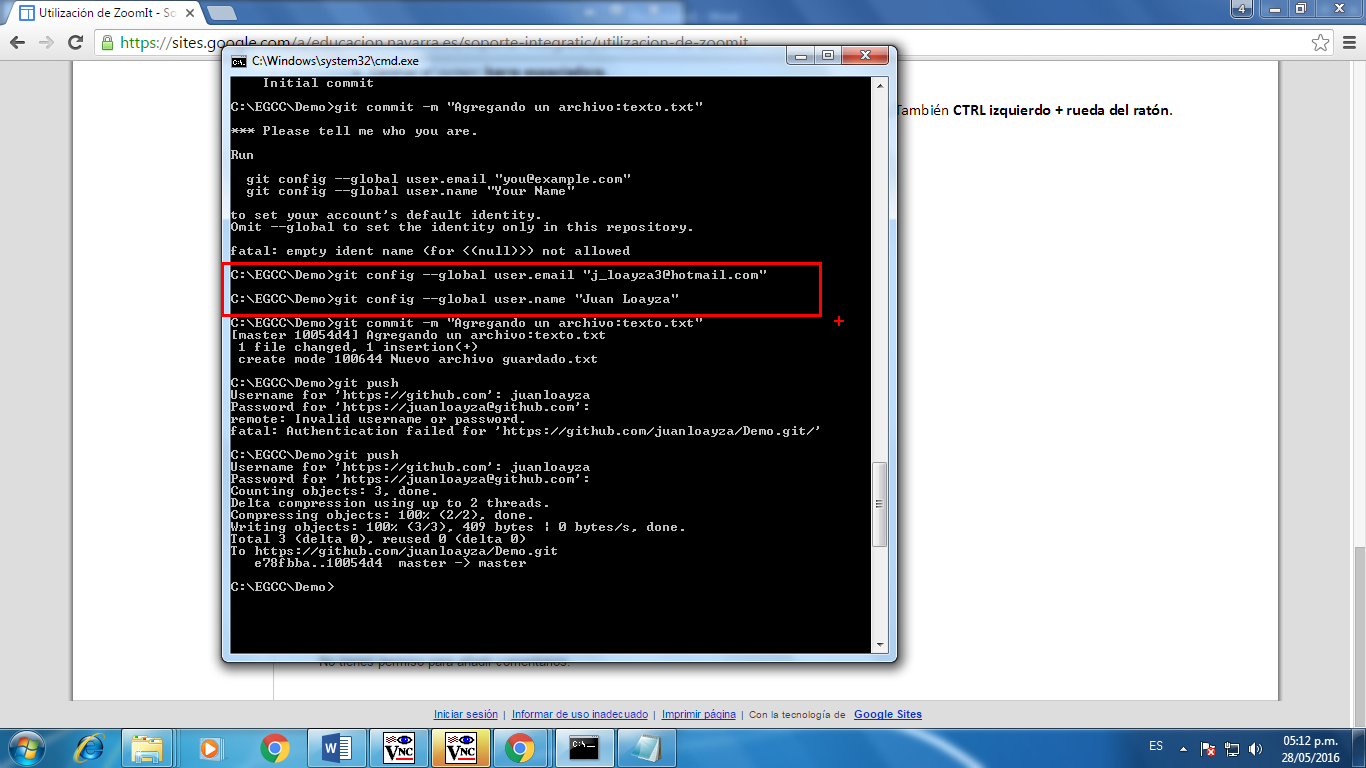 Utilización de ZoomIt - So
4
https://sites.google.com/a/educacion.navarra.es/soporte-integratic/utilizacion-de-zoomit
C:\Windows\system32\cmd.exe
Initial commit
También CTRL izquierdo + rueda del ratón.
C:\EGCC\Demo>git commit -m "Agregando un archivo:texto.txt"
*** Please tell me who you are.
Run
git config --global user.email "you@example.com"
git config --global user.name "Your Name"
to set your account's default identity.
Omit --global to set the identity only in this repository.
fatal: empty ident name (for <(null)>) not allowed
C:\EGCC\Demo>git config --global user.email "j_loayza3@hotmail.com"
C:\EGCC\Demo>git config --global user.name "Juan Loayza"
C:\EGCC\Demo>git commit -m "Agregando un archivo:texto.txt"
[master 10054d4] Agregando un archivo:texto.txt
1 file changed, 1 insertion(+)
create mode 100644 Nuevo archivo guardado.txt
C:\EGCC\Demo>git push
Username for 'https://github.com': juanloayza
Password for 'https://juanloayza@github.com':
remote: Invalid username or password.
fatal: Authentication failed for 'https://github.com/juanloayza/Demo.git/'
C:\EGCC\Demo>git push
Username for 'https://github.com': juanloayza
Password for 'https://juanloayza@github.com':
Counting objects: 3, done.
Delta compression using up to 2 threads.
Compressing objects: 100% (2/2), done.
Writing objects: 100% (3/3), 409 bytes | 0 bytes/s, done.
Total 3 (delta 0), reused 0 (delta 0)
To https://github.com/juanloayza/Demo.git
e78fbba..10054d4  master -> master
C:\EGCC\Demo>
No tienes permiso para añadir comentarios.
Iniciar sesión | Informar de uso inadecuado | Imprimir página | Con la tecnología de Google Sites
VNC
VNC
ES
05:12 p.m.
28/05/2016